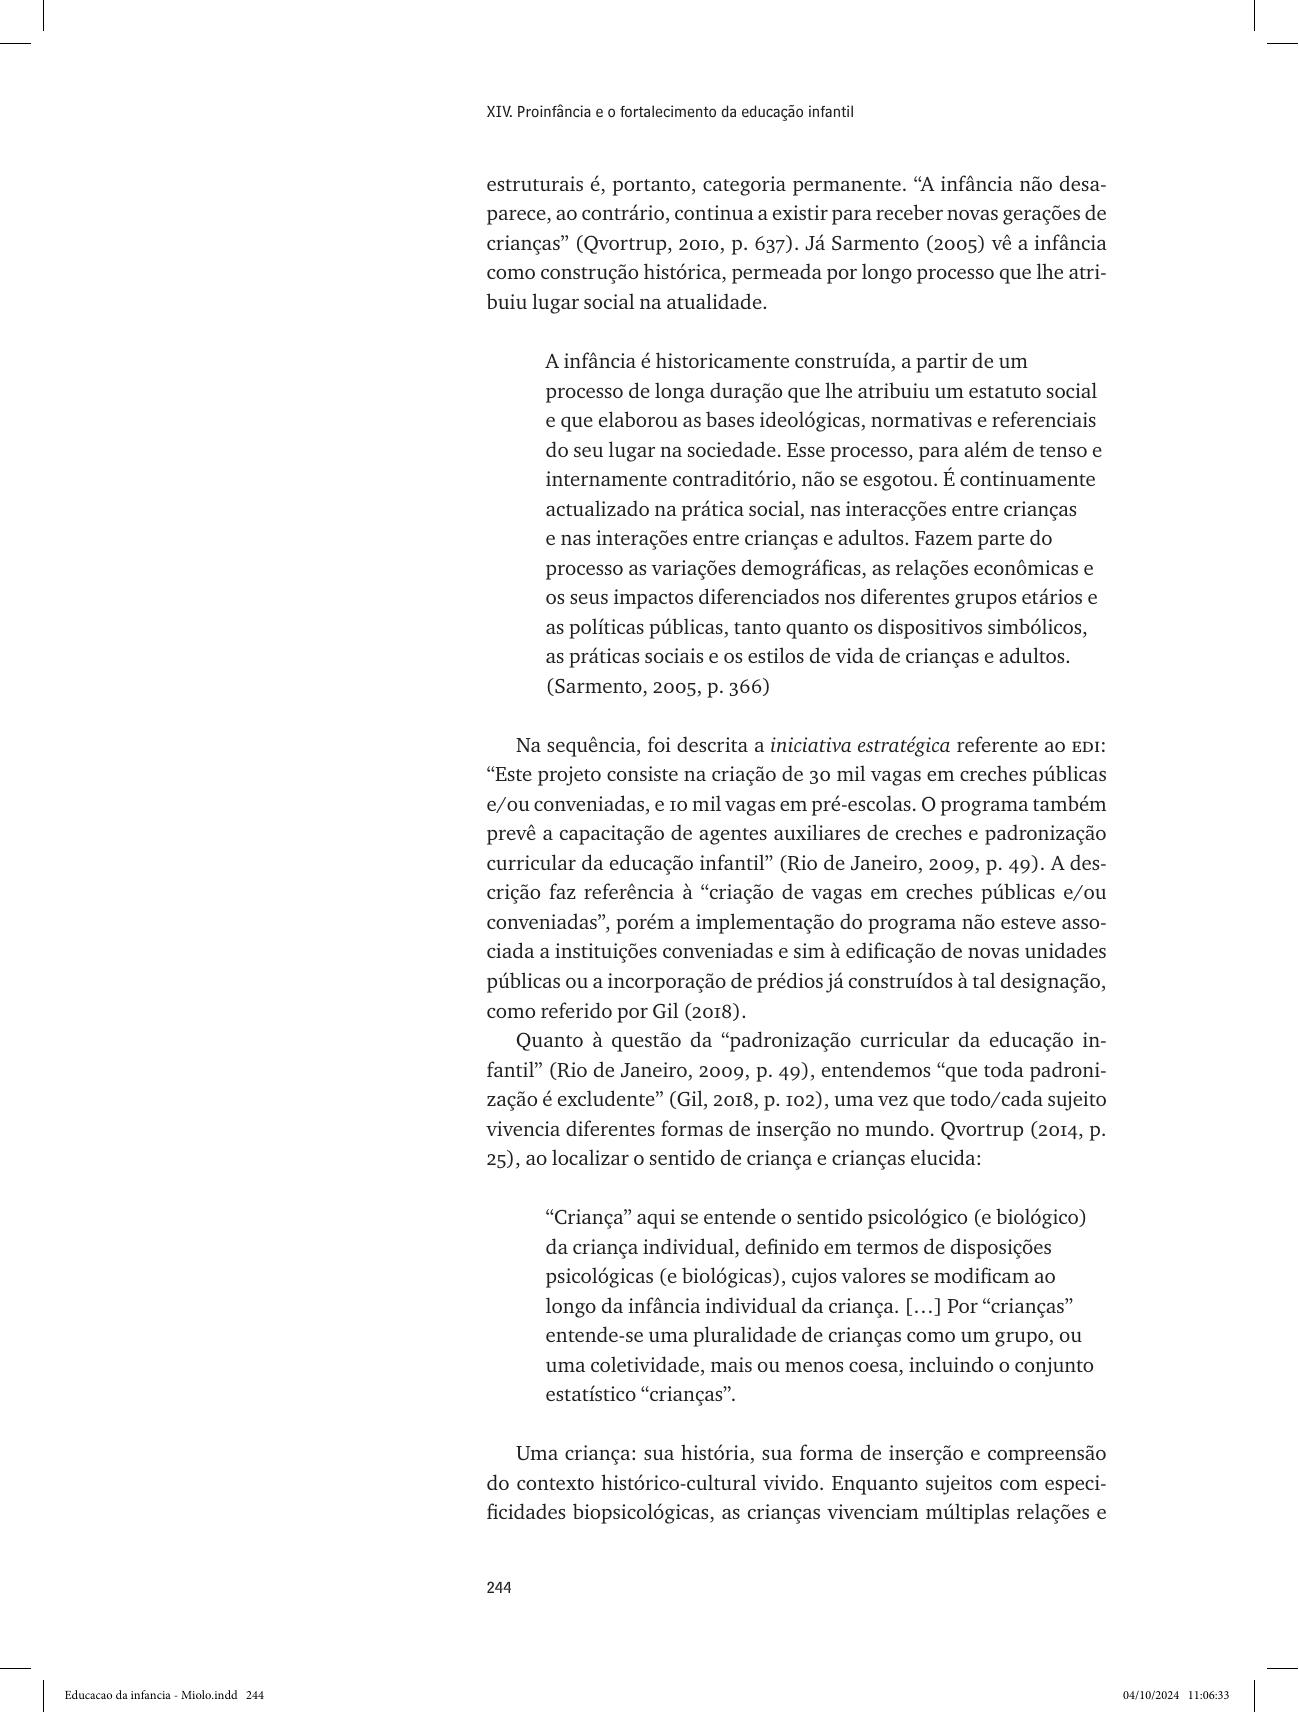 XIV. Proinfância e o fortalecimento da educação infantil
estruturais é, portanto, categoria permanente. “A infância não desa-
parece, ao contrário, continua a existir para receber novas gerações de
crianças” (Qvortrup, 2010, p. 637). Já Sarmento (2005) vê a infância
como construção histórica, permeada por longo processo que lhe atri-
buiu lugar social na atualidade.
A infância é historicamente construída, a partir de um
processo de longa duração que lhe atribuiu um estatuto social
e que elaborou as bases ideológicas, normativas e referenciais
do seu lugar na sociedade. Esse processo, para além de tenso e
internamente contraditório, não se esgotou. É continuamente
actualizado na prática social, nas interacções entre crianças
e nas interações entre crianças e adultos. Fazem parte do
processo as variações demográficas, as relações econômicas e
os seus impactos diferenciados nos diferentes grupos etários e
as políticas públicas, tanto quanto os dispositivos simbólicos,
as práticas sociais e os estilos de vida de crianças e adultos.
(Sarmento, 2005, p. 366)
Na sequência, foi descrita a iniciativa estratégica referente ao EDI:
“Este projeto consiste na criação de 30 mil vagas em creches públicas
e/ou conveniadas, e 10 mil vagas em pré-escolas. O programa também
prevê a capacitação de agentes auxiliares de creches e padronização
curricular da educação infantil” (Rio de Janeiro, 2009, p. 49). A des-
crição faz referência à “criação de vagas em creches públicas e/ou
conveniadas”, porém a implementação do programa não esteve asso-
ciada a instituições conveniadas e sim à edificação de novas unidades
públicas ou a incorporação de prédios já construídos à tal designação,
como referido por Gil (2018).
Quanto à questão da “padronização curricular da educação in-
fantil” (Rio de Janeiro, 2009, p. 49), entendemos “que toda padroni-
zação é excludente” (Gil, 2018, p. 102), uma vez que todo/cada sujeito
vivencia diferentes formas de inserção no mundo. Qvortrup (2014, p.
25), ao localizar o sentido de criança e crianças elucida:
“Criança” aqui se entende o sentido psicológico (e biológico)
da criança individual, definido em termos de disposições
psicológicas (e biológicas), cujos valores se modificam ao
longo da infância individual da criança. […] Por “crianças”
entende-se uma pluralidade de crianças como um grupo, ou
uma coletividade, mais ou menos coesa, incluindo o conjunto
estatístico “crianças”.
Uma criança: sua história, sua forma de inserção e compreensão
do contexto histórico-cultural vivido. Enquanto sujeitos com especi-
ficidades biopsicológicas, as crianças vivenciam múltiplas relações e
244
Educacao da infancia - Miolo.indd   244
04/10/2024   11:06:33